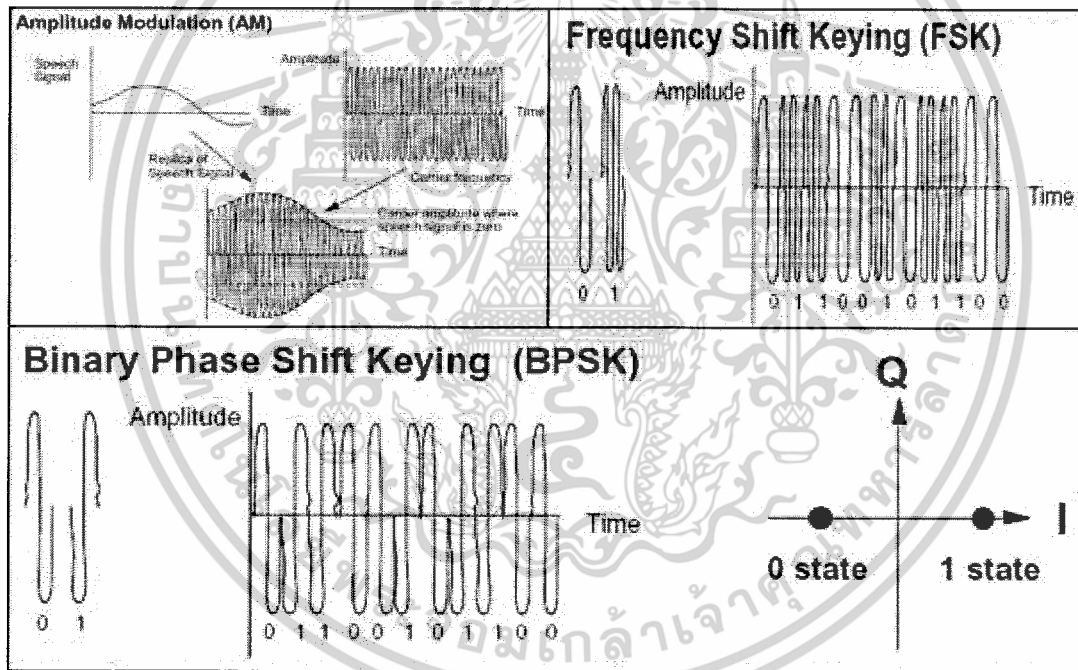 Amplitude Modulation (AM)
Speech
Signal
Time
Amplitude
Time
Replica of
Speech Signal
Carrier frequency
Carrier amplitude where
speech signal is zero
Time
Frequency Shift Keying (FSK)
Amplitude
Time
0 1
0 1 1 0 0 1 0 1 1 0 0
Binary Phase Shift Keying (BPSK)
Amplitude
Time
0 1
0 1 1 0 0 1 0 1 1 0 0
Q
I
0 state 1 state